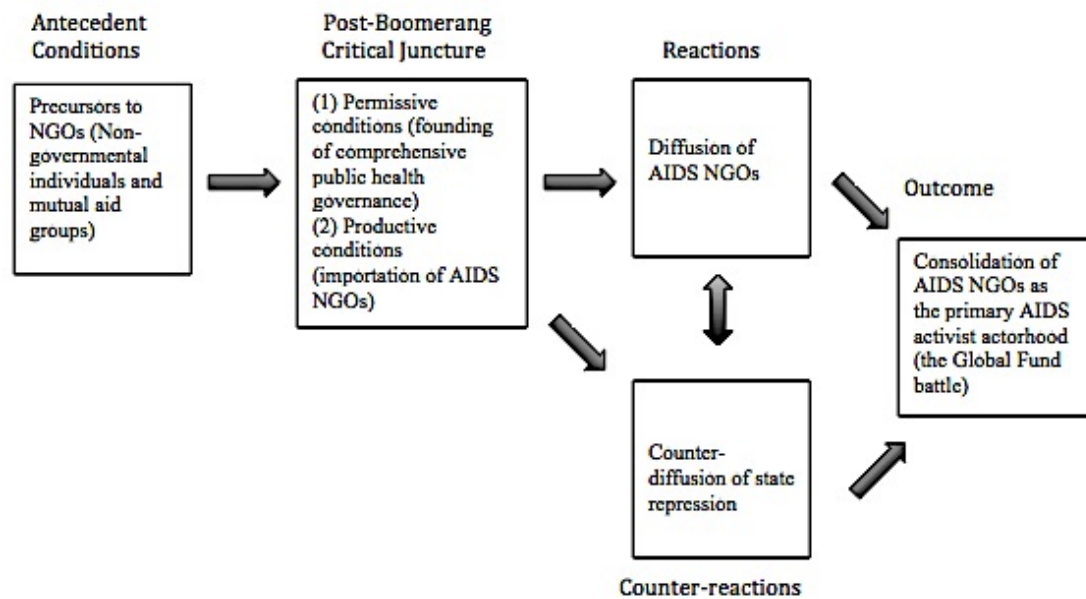 Antecedent
Conditions
Precursors to
NGOs (Non-
governmental
individuals and
mutual aid
groups)
Post-Boomerang
Critical Juncture
(1) Permissive
conditions (founding
of comprehensive
public health
governance)
(2) Productive
conditions
(importation of AIDS
NGOs)
Reactions
Diffusion of
AIDS NGOs
Counter-
diffusion of state
repression
Counter-reactions
Outcome
Consolidation of
AIDS NGOs as
the primary AIDS
activist actorhood
(the Global Fund
battle)